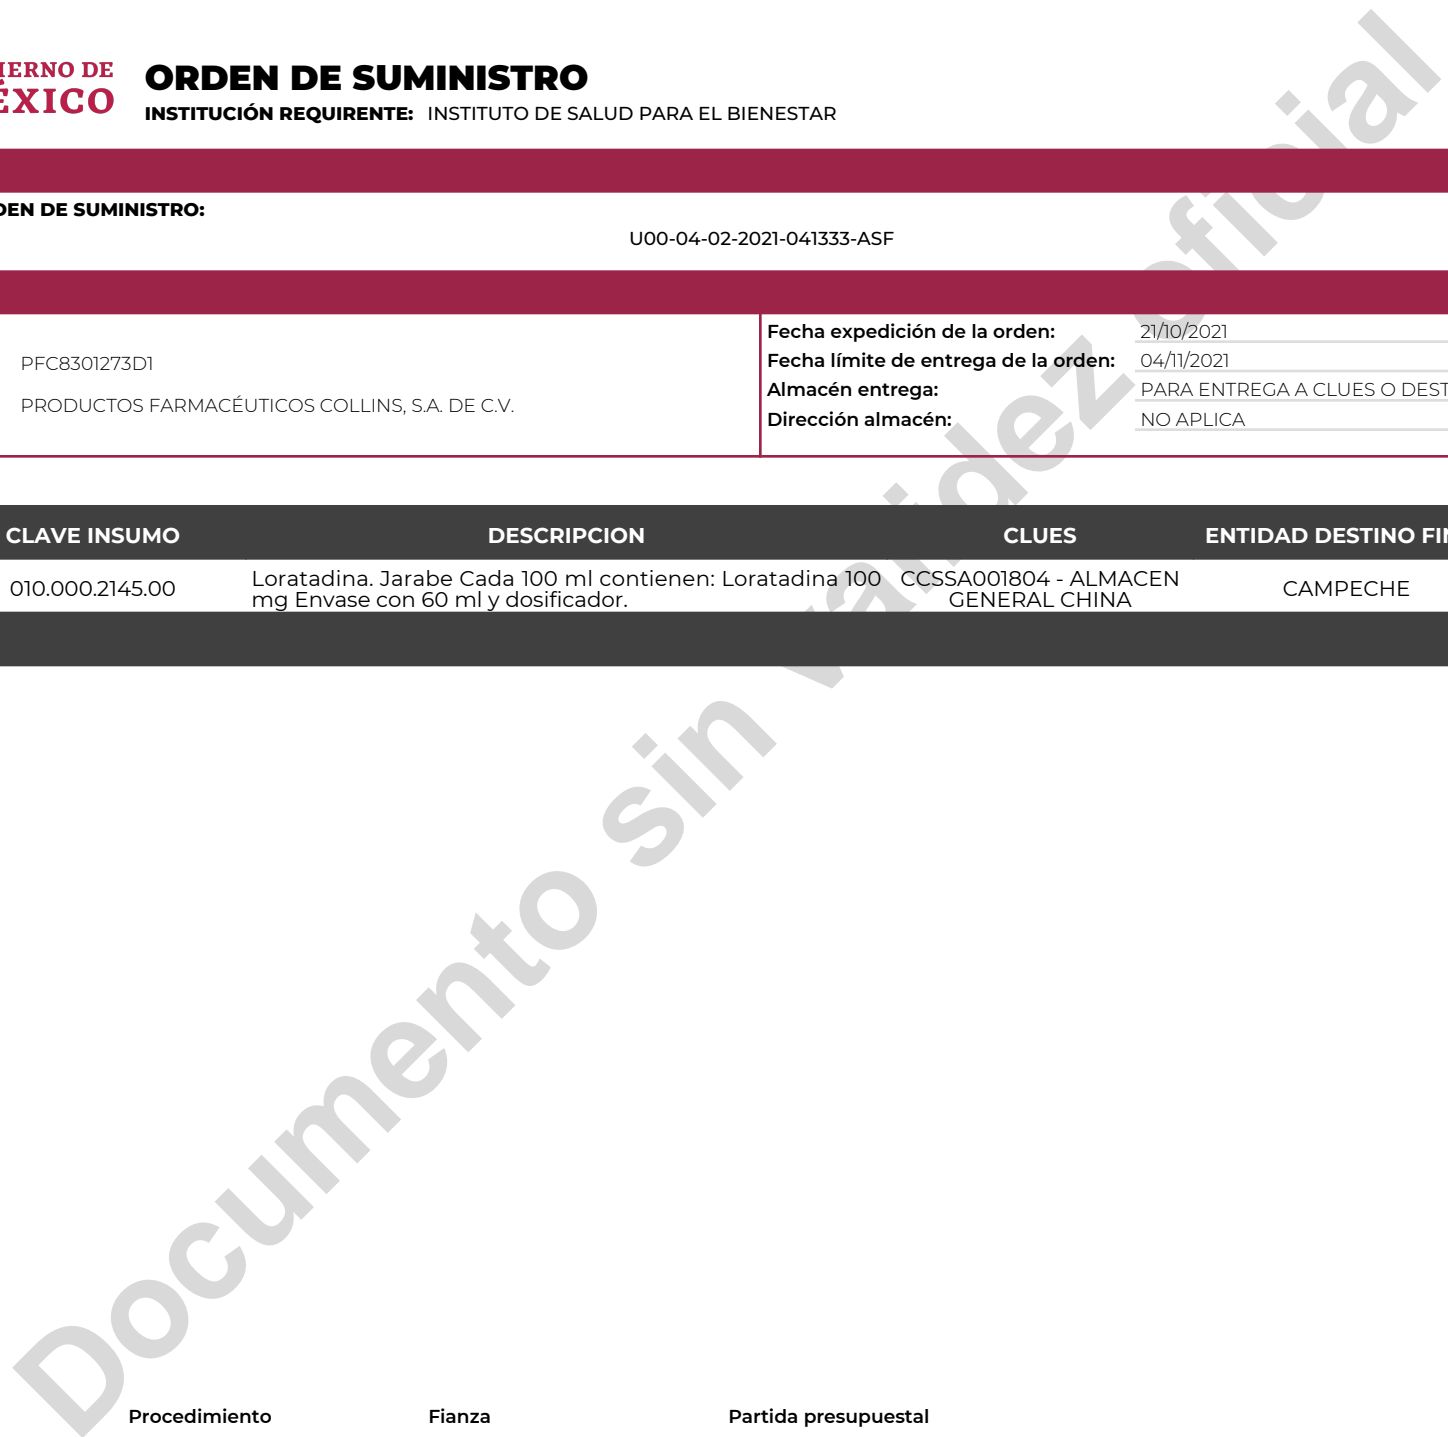 IERNO DE
ÉXICO
ORDEN DE SUMINISTRO
INSTITUCIÓN REQUIRENTE: INSTITUTO DE SALUD PARA EL BIENESTAR
DEN DE SUMINISTRO:
U00-04-02-2021-041333-ASF
PFC8301273D1
PRODUCTOS FARMACÉUTICOS COLLINS, S.A. DE C.V.
Fecha expedición de la orden: 21/10/2021
Fecha límite de entrega de la orden: 04/11/2021
Almacén entrega: PARA ENTREGA A CLUES O DEST
Dirección almacén: NO APLICA
CLAVE INSUMO DESCRIPCION CLUES ENTIDAD DESTINO FIN
010.000.2145.00 Loratadina. Jarabe Cada 100 ml contienen: Loratadina 100 CCSSA001804 - ALMACEN CAMPECHE
mg Envase con 60 ml y dosificador. GENERAL CHINA
Documento sin validez oficial
Procedimiento Fianza Partida presupuestal